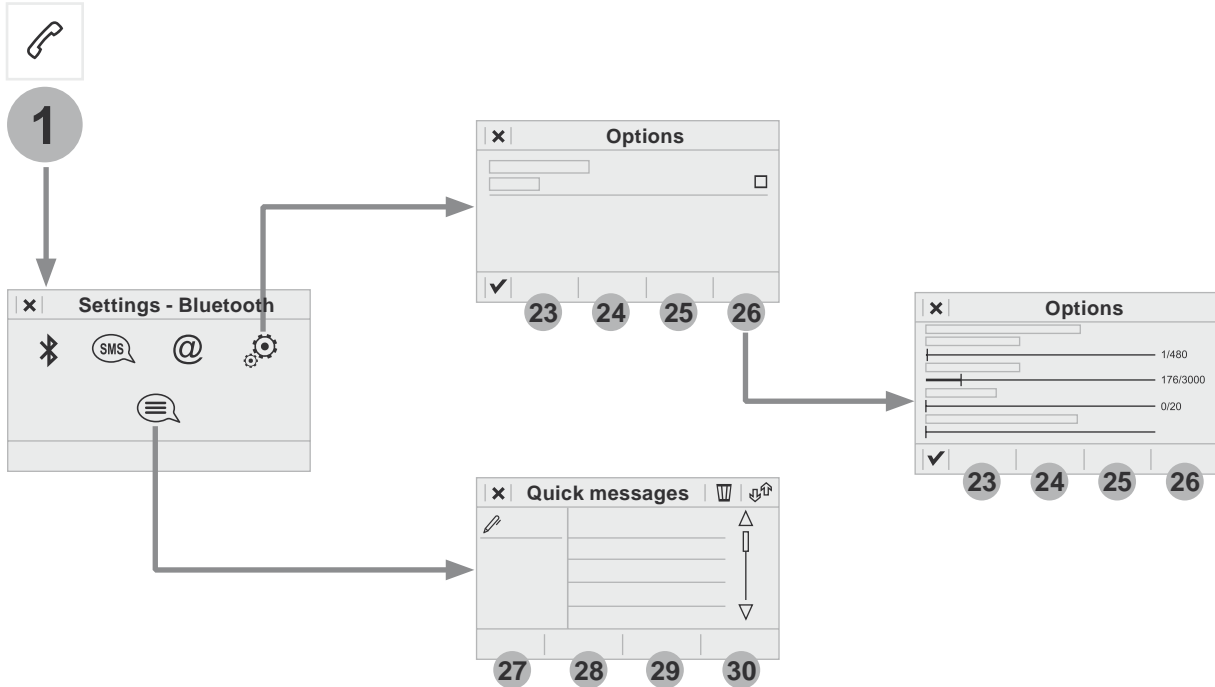 1
Options
23 24 25 26
Settings - Bluetooth
SMS @
Options
1/480
176/3000
0/20
23 24 25 26
Quick messages
27 28 29 30